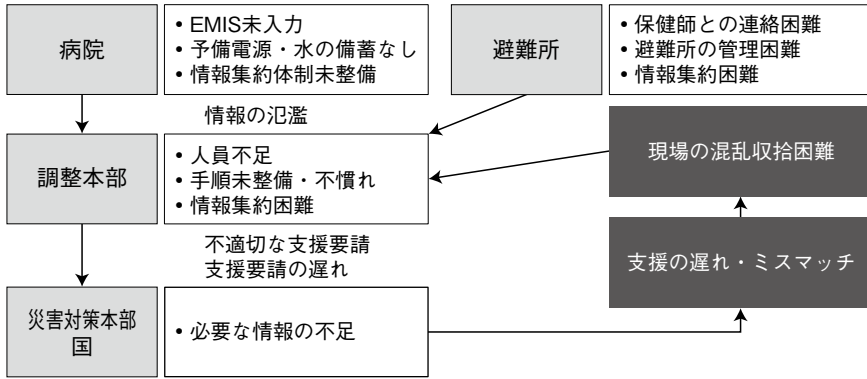 病院
• EMIS未入力
• 予備電源・水の備蓄なし
• 情報集約体制未整備
避難所
• 保健師との連絡困難
• 避難所の管理困難
• 情報集約困難
情報の氾濫
調整本部
• 人員不足
• 手順未整備・不慣れ
• 情報集約困難
現場の混乱収拾困難
不適切な支援要請
支援要請の遅れ
支援の遅れ・ミスマッチ
災害対策本部
国
• 必要な情報の不足